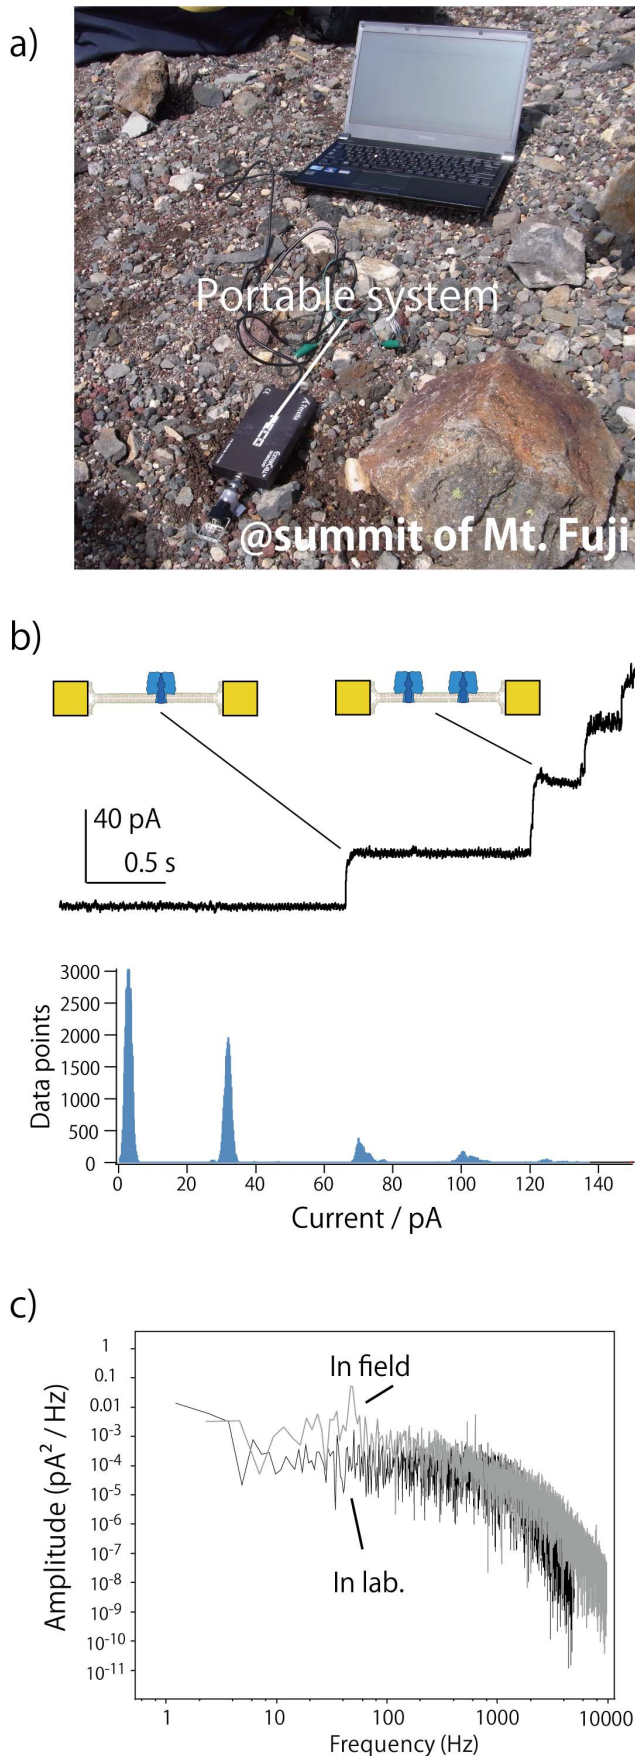 a)
Portable system
@summit of Mt. Fuji
b)
40 pA
0.5 s
3000
2500
2000
1500
1000
500
0
Data points
0 20 40 60 80 100 120 140
Current / pA
c)
1
0.1
0.01
10⁻³
10⁻⁴
10⁻⁵
10⁻⁶
10⁻⁷
10⁻⁸
10⁻⁹
10⁻¹⁰
10⁻¹¹
Amplitude (pA² / Hz)
In field
In lab.
1 10 100 1000 10000
Frequency (Hz)